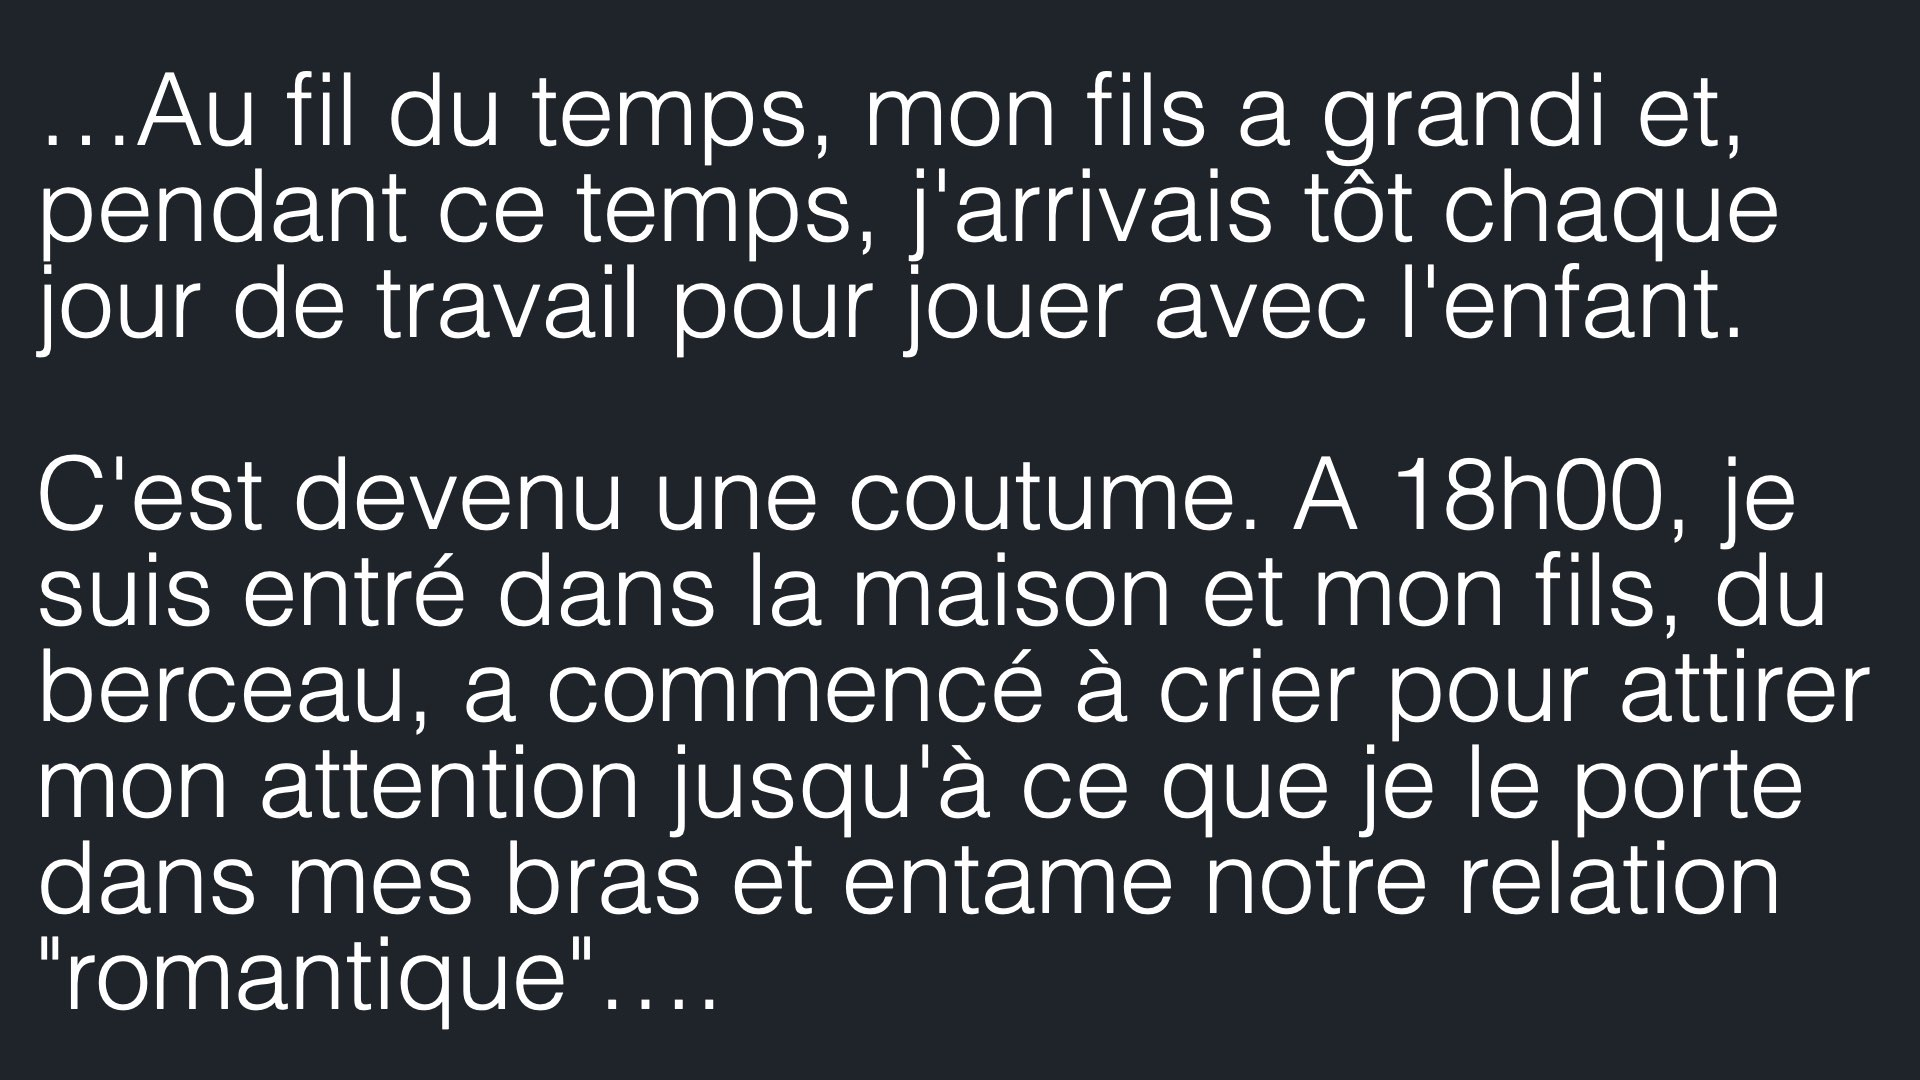 ...Au fil du temps, mon fils a grandi et,
pendant ce temps, j'arrivais tôt chaque
jour de travail pour jouer avec l'enfant.
C'est devenu une coutume. A 18h00, je
suis entré dans la maison et mon fils, du
berceau, a commencé à crier pour attirer
mon attention jusqu'à ce que je le porte
dans mes bras et entame notre relation
"romantique"....